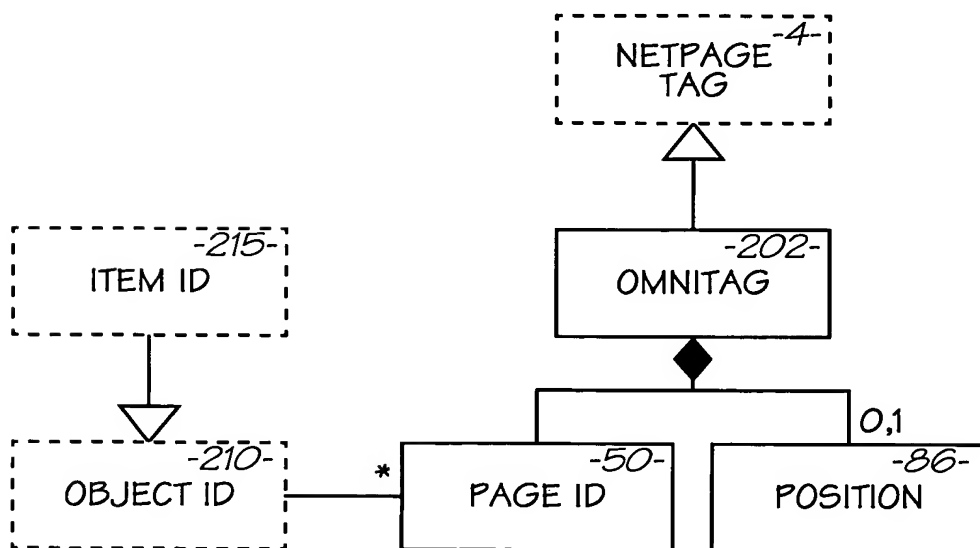 -4-
NETPAGE
TAG
-215-
ITEM ID
-202-
OMNITAG
0,1
-210-
OBJECT ID
*
-50-
PAGE ID
-86-
POSITION